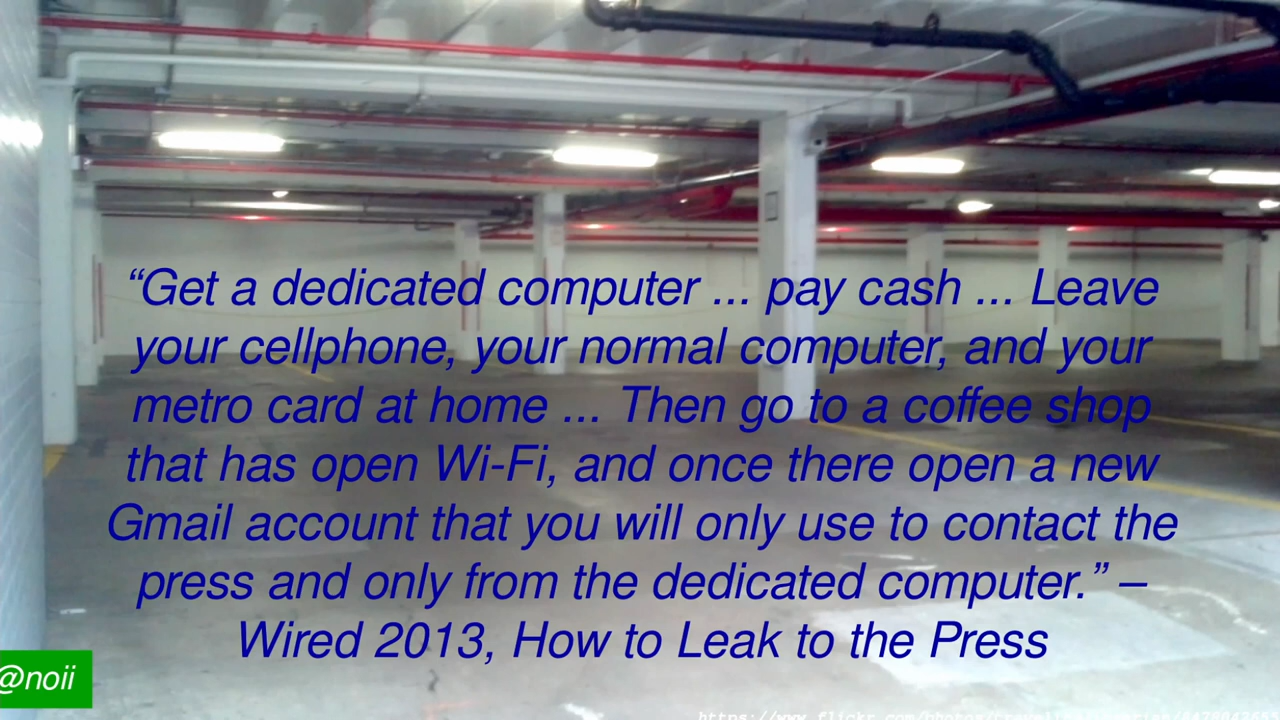 “Get a dedicated computer ... pay cash ... Leave
your cellphone, your normal computer, and your
metro card at home ... Then go to a coffee shop
that has open Wi-Fi, and once there open a new
Gmail account that you will only use to contact the
press and only from the dedicated computer.” –
Wired 2013, How to Leak to the Press
@noii